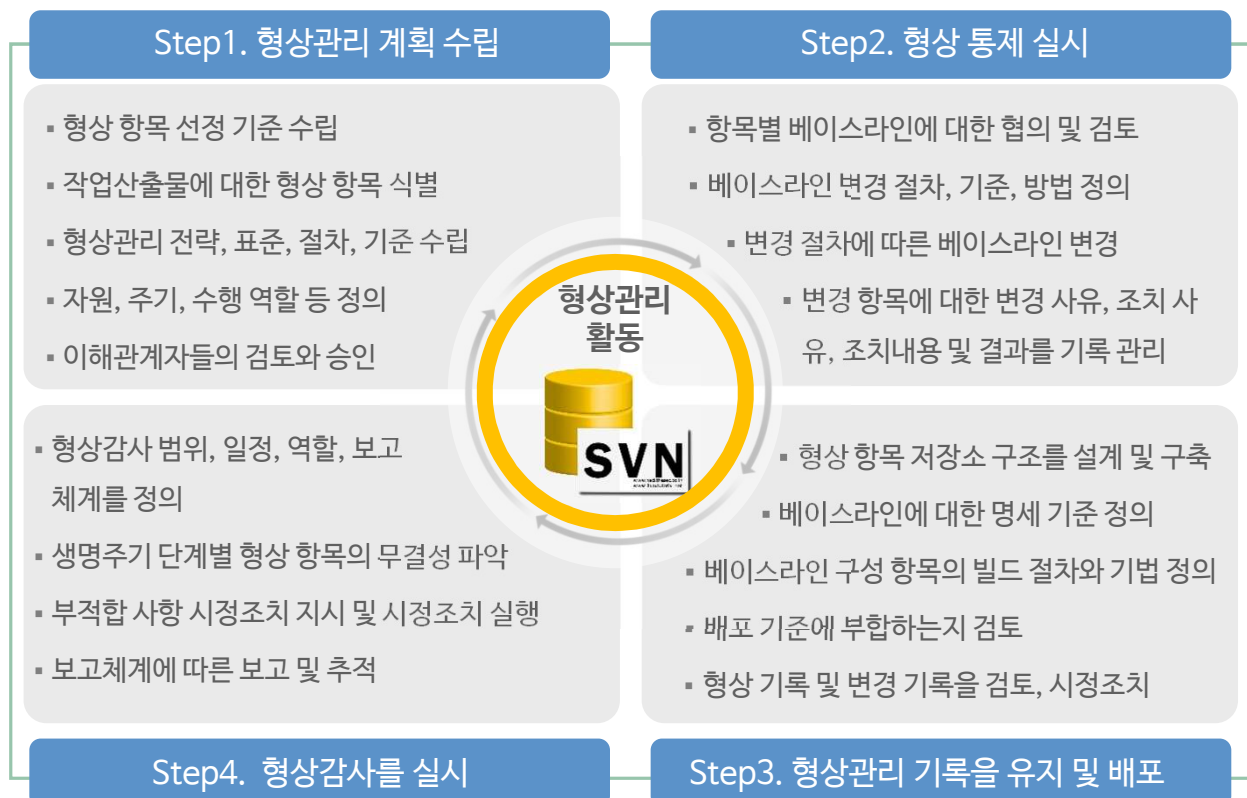 Step1. 형상관리 계획 수립
▪ 형상 항목 선정 기준 수립
▪ 작업산출물에 대한 형상 항목 식별
▪ 형상관리 전략, 표준, 절차, 기준 수립
▪ 자원, 주기, 수행 역할 등 정의
▪ 이해관계자들의 검토와 승인
Step2. 형상 통제 실시
▪ 항목별 베이스라인에 대한 협의 및 검토
▪ 베이스라인 변경 절차, 기준, 방법 정의
▪ 변경 절차에 따른 베이스라인 변경
▪ 변경 항목에 대한 변경 사유, 조치 사
유, 조치내용 및 결과를 기록 관리
형상관리
활동
SVN
▪ 형상 항목 저장소 구조를 설계 및 구축
▪ 베이스라인에 대한 명세 기준 정의
▪ 베이스라인 구성 항목의 빌드 절차와 기법 정의
▪ 배포 기준에 부합하는지 검토
▪ 형상 기록 및 변경 기록을 검토, 시정조치
Step3. 형상관리 기록을 유지 및 배포
▪ 형상감사 범위, 일정, 역할, 보고
체계를 정의
▪ 생명주기 단계별 형상 항목의 무결성 파악
▪ 부적합 사항 시정조치 지시 및 시정조치 실행
▪ 보고체계에 따른 보고 및 추적
Step4. 형상감사를 실시